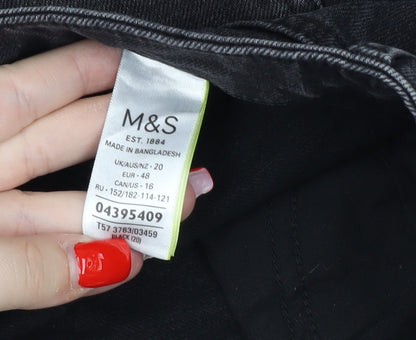 M&S
EST. 1884
MADE IN BANGLADESH
UK/AUS/NZ - 20
EUR - 48
CAN/US - 16
RU - 152/182-114-121
04395409
T57 3763/03459
BLACK (20)